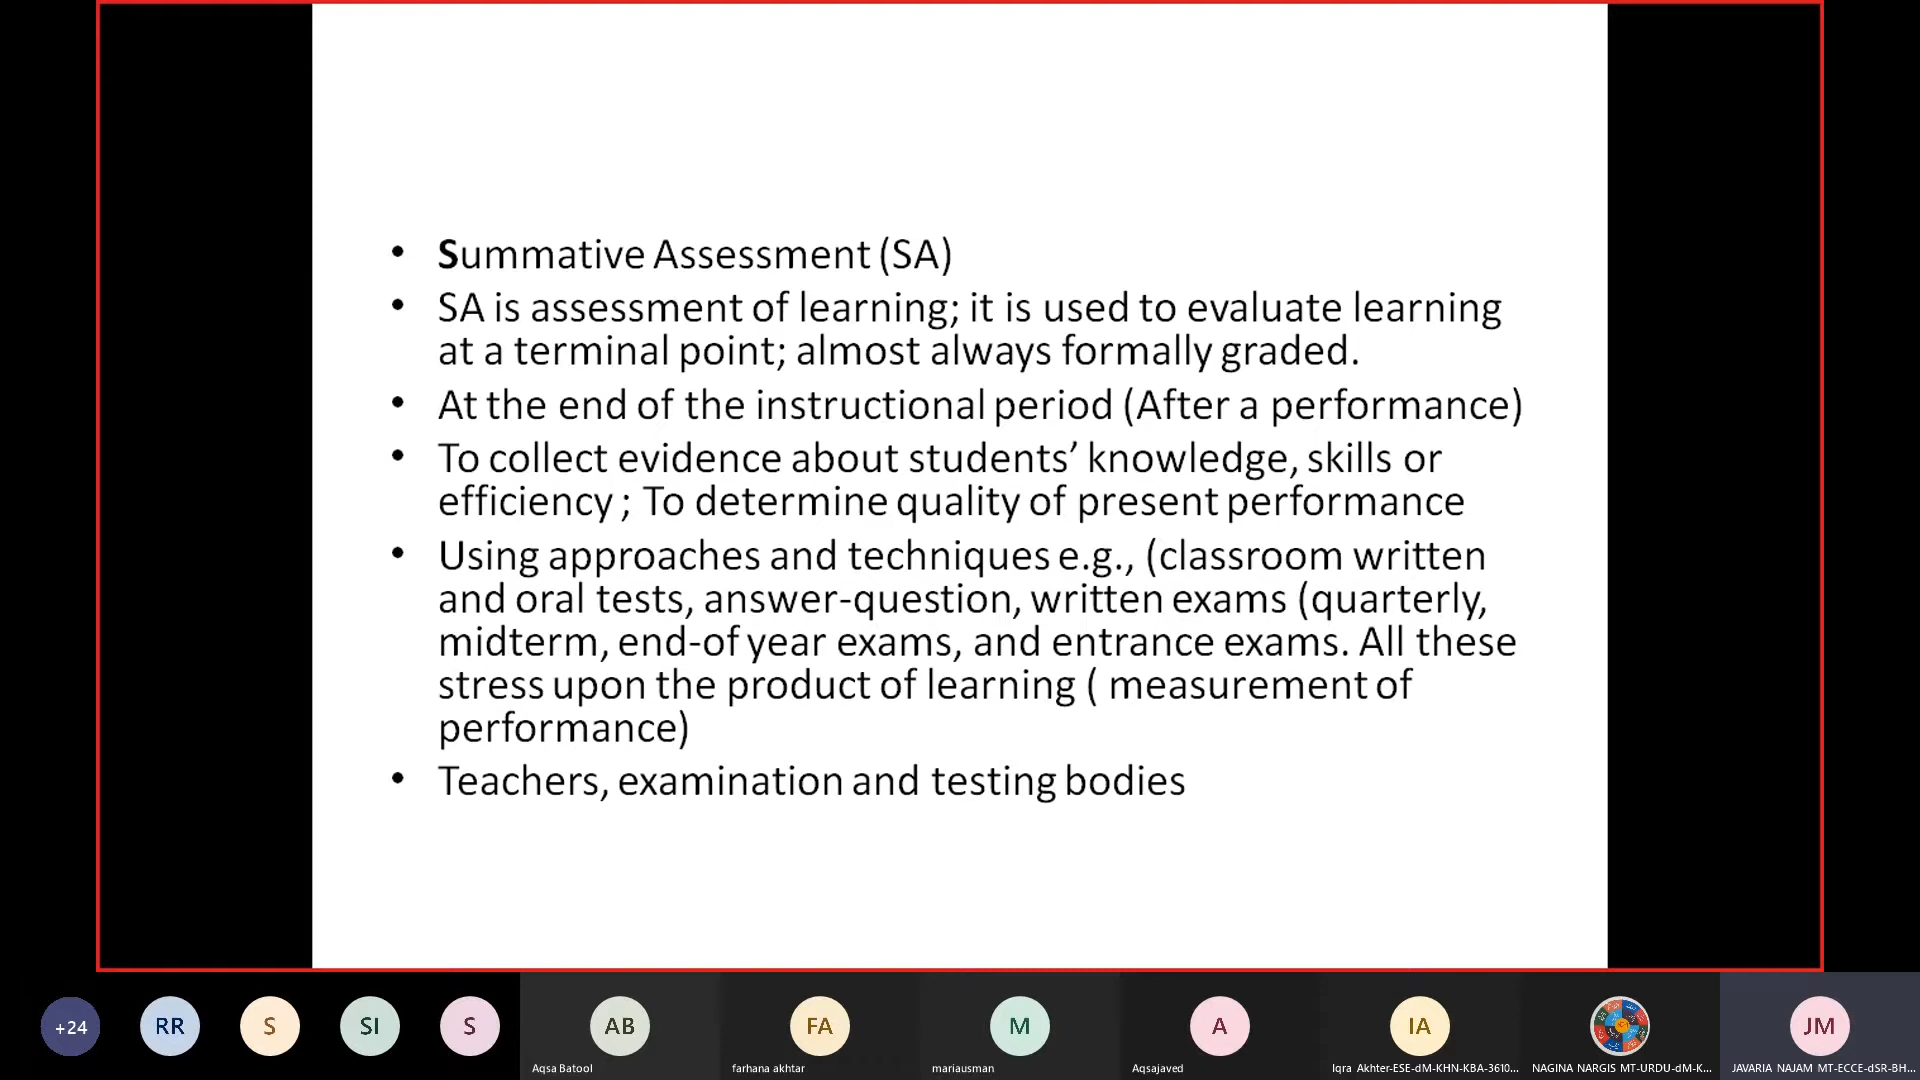 • Summative Assessment (SA)
• SA is assessment of learning; it is used to evaluate learning
at a terminal point; almost always formally graded.
• At the end of the instructional period (After a performance)
• To collect evidence about students’ knowledge, skills or
efficiency ; To determine quality of present performance
• Using approaches and techniques e.g., (classroom written
and oral tests, answer-question, written exams (quarterly,
midterm, end-of year exams, and entrance exams. All these
stress upon the product of learning ( measurement of
performance)
• Teachers, examination and testing bodies
+24 RR S SI S AB FA M A IA JM
Aqsa Batool farhana akhtar mariausman Aqsajaved Iqra Akhter-ESE-dM-KHN-KBA-3610... NAGINA NARGIS MT-URDU-dM-K... JAVARIA NAJAM MT-ECCE-dSR-BH...